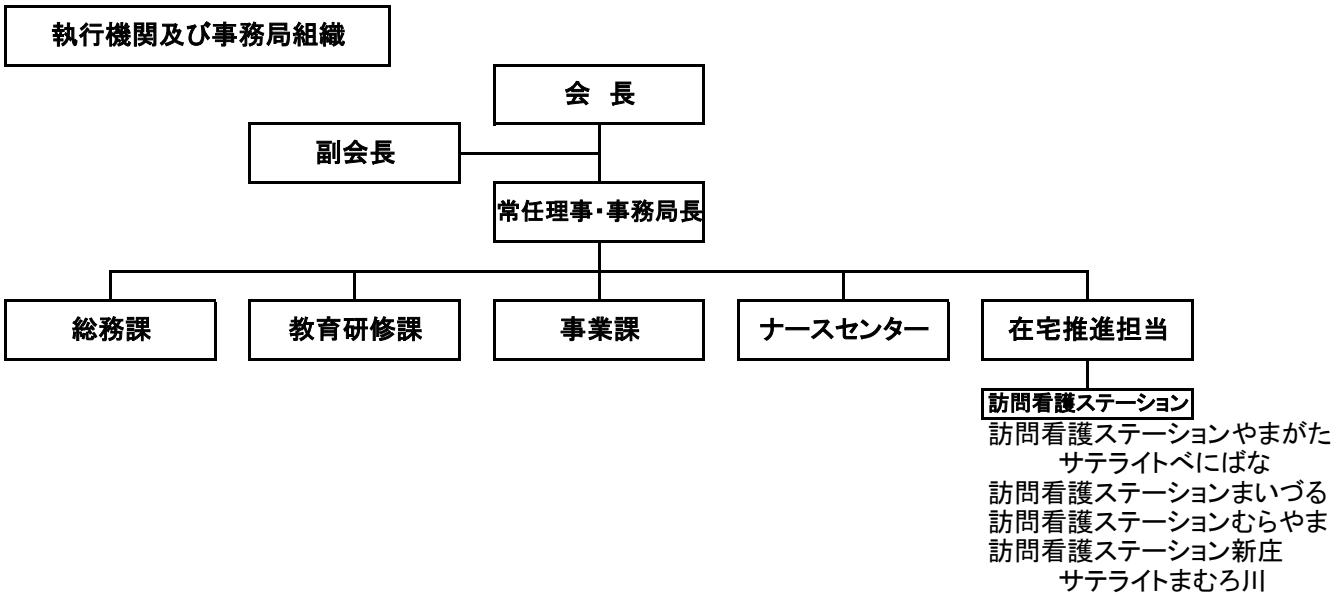 執行機関及び事務局組織
会 長
副会長
常任理事・事務局長
総務課
教育研修課
事業課
ナースセンター
在宅推進担当
訪問看護ステーション
訪問看護ステーションやまがた
サテライトべにばな
訪問看護ステーションまいづる
訪問看護ステーションむらやま
訪問看護ステーション新庄
サテライトまむろ川